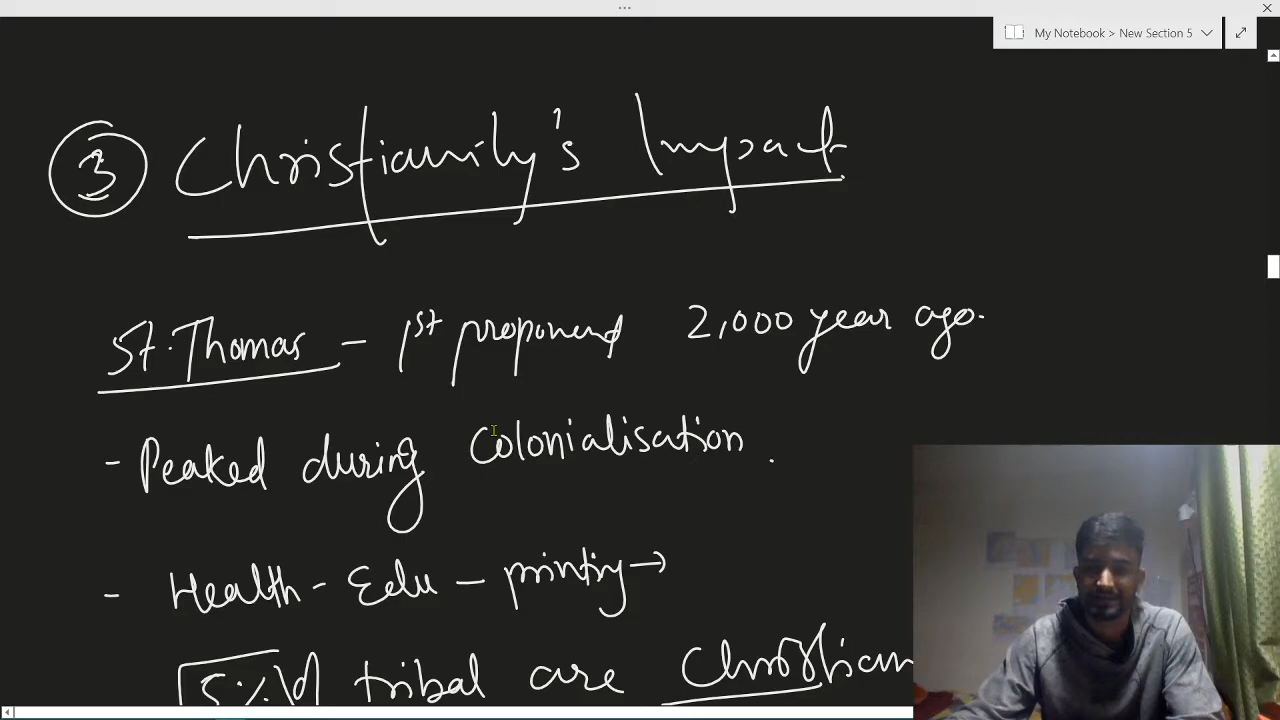 My Notebook > New Section 5
3 Christianity's Impact
St. Thomas – 1st proponent 2,000 year ago.
- Peaked during Colonialisation.
- Health - Edu – printing →
5% tribal are Christian